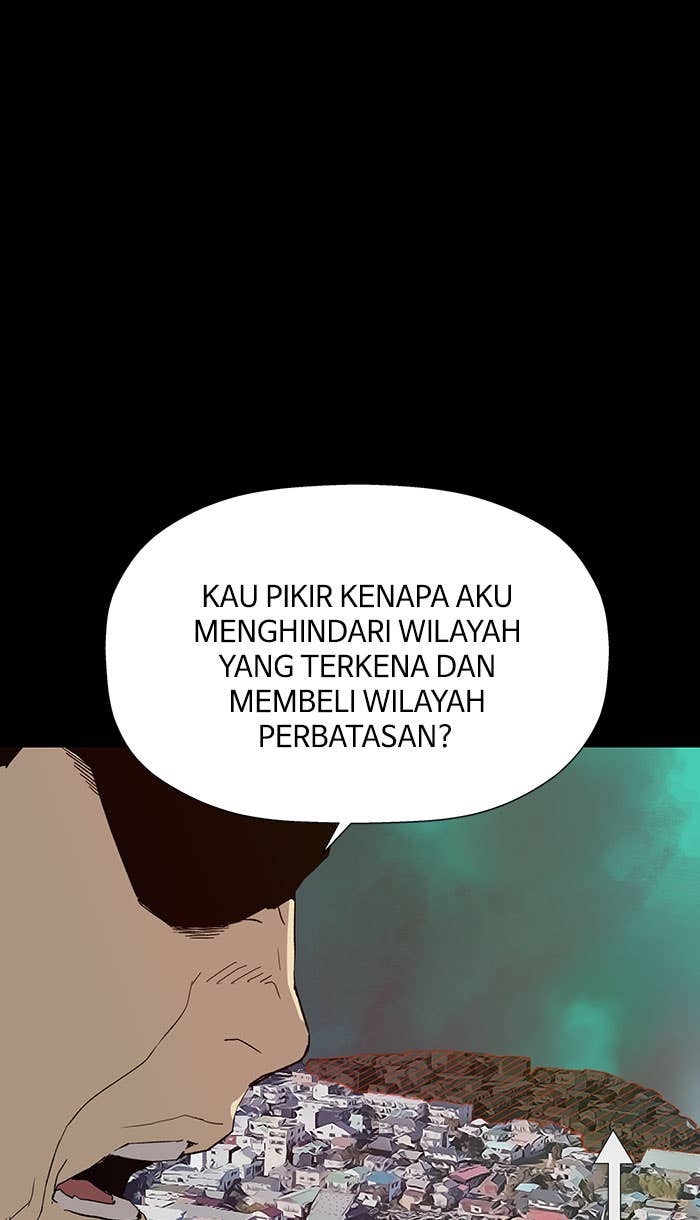 KAU PIKIR KENAPA AKU
MENGHINDARI WILAYAH
YANG TERKENA DAN
MEMBELI WILAYAH
PERBATASAN?